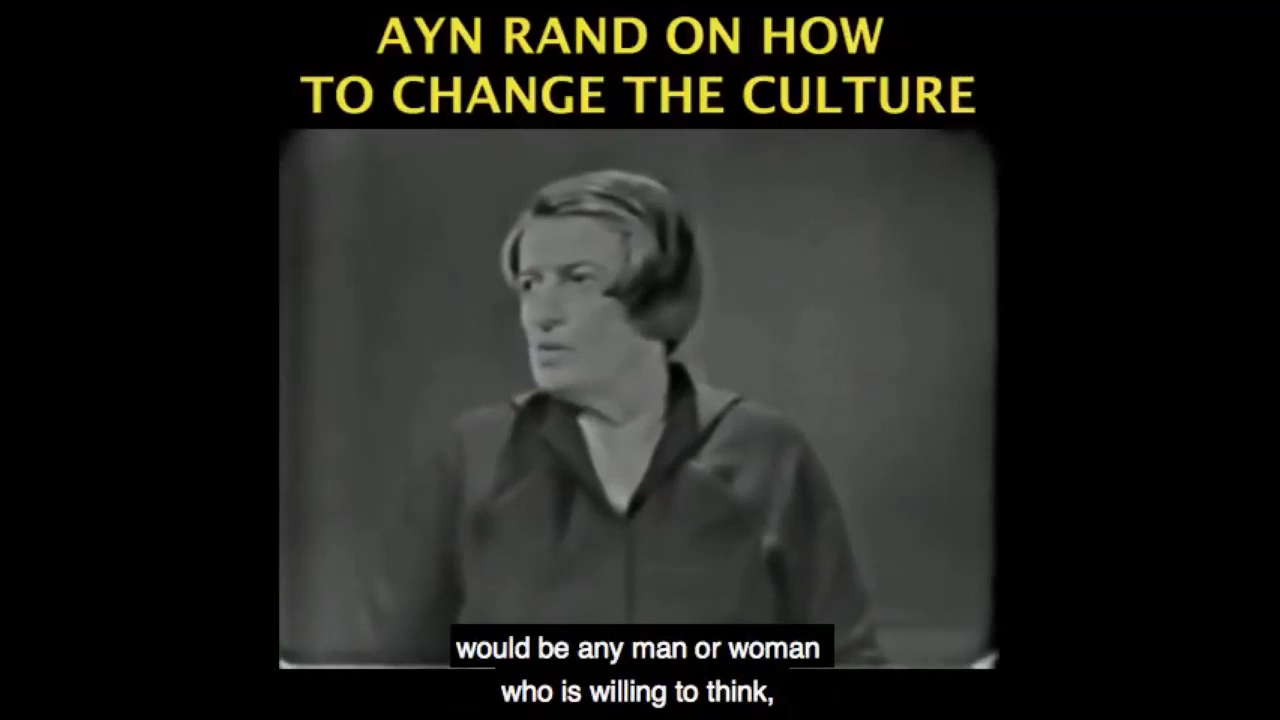 AYN RAND ON HOW
TO CHANGE THE CULTURE
would be any man or woman
who is willing to think,